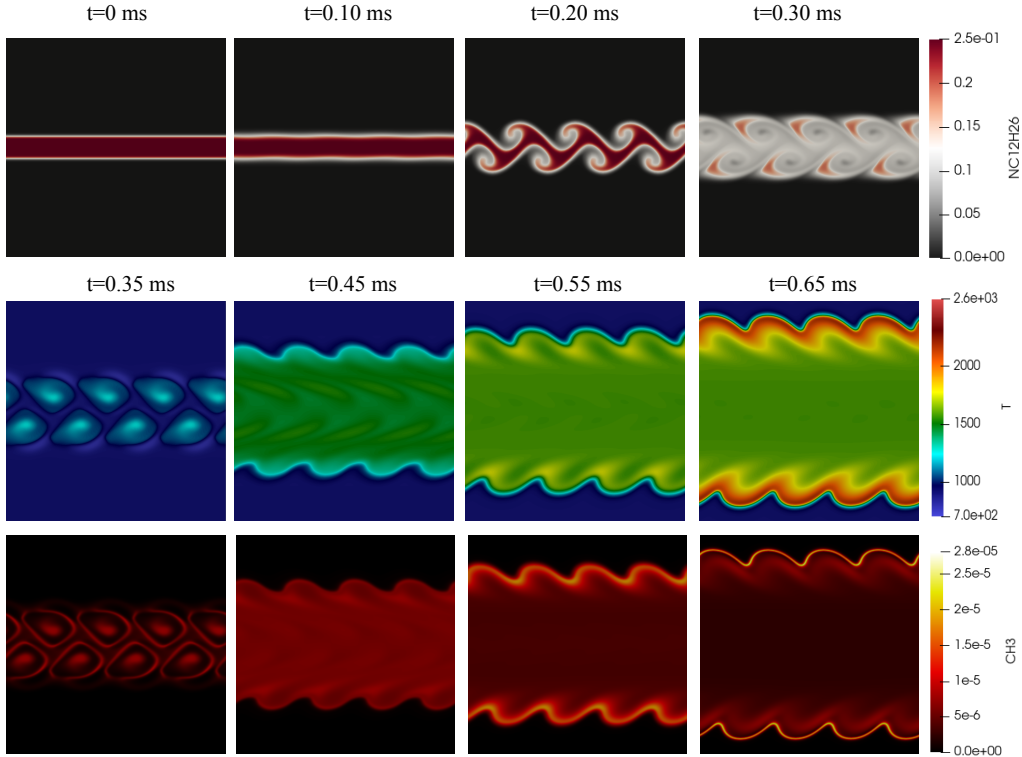 t=0 ms
t=0.10 ms
t=0.20 ms
t=0.30 ms
2.5e-01
0.2
0.15
0.1
0.05
0.0e+00
NC12H26
t=0.35 ms
t=0.45 ms
t=0.55 ms
t=0.65 ms
2.6e+03
2000
1500
1000
7.0e+02
T
2.8e-05
2.5e-5
2e-5
1.5e-5
1e-5
5e-6
0.0e+00
CH3